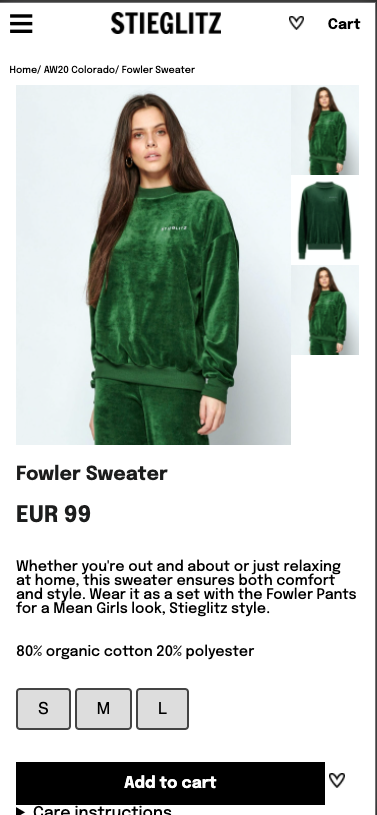 STIEGLITZ
Cart
Home/ AW20 Colorado/ Fowler Sweater
STIEGLITZ
Fowler Sweater
EUR 99
Whether you're out and about or just relaxing
at home, this sweater ensures both comfort
and style. Wear it as a set with the Fowler Pants
for a Mean Girls look, Stieglitz style.
80% organic cotton 20% polyester
S M L
Add to cart
Care instructions